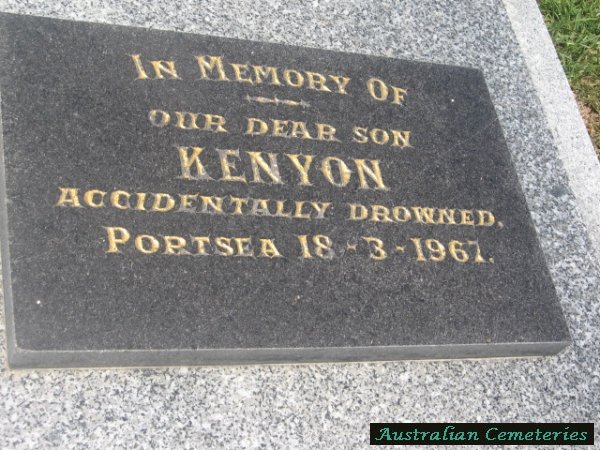 In Memory Of
OUR DEAR SON
KENYON
ACCIDENTALLY DROWNED,
PORTSEA 18-3-1967.
Australian Cemeteries